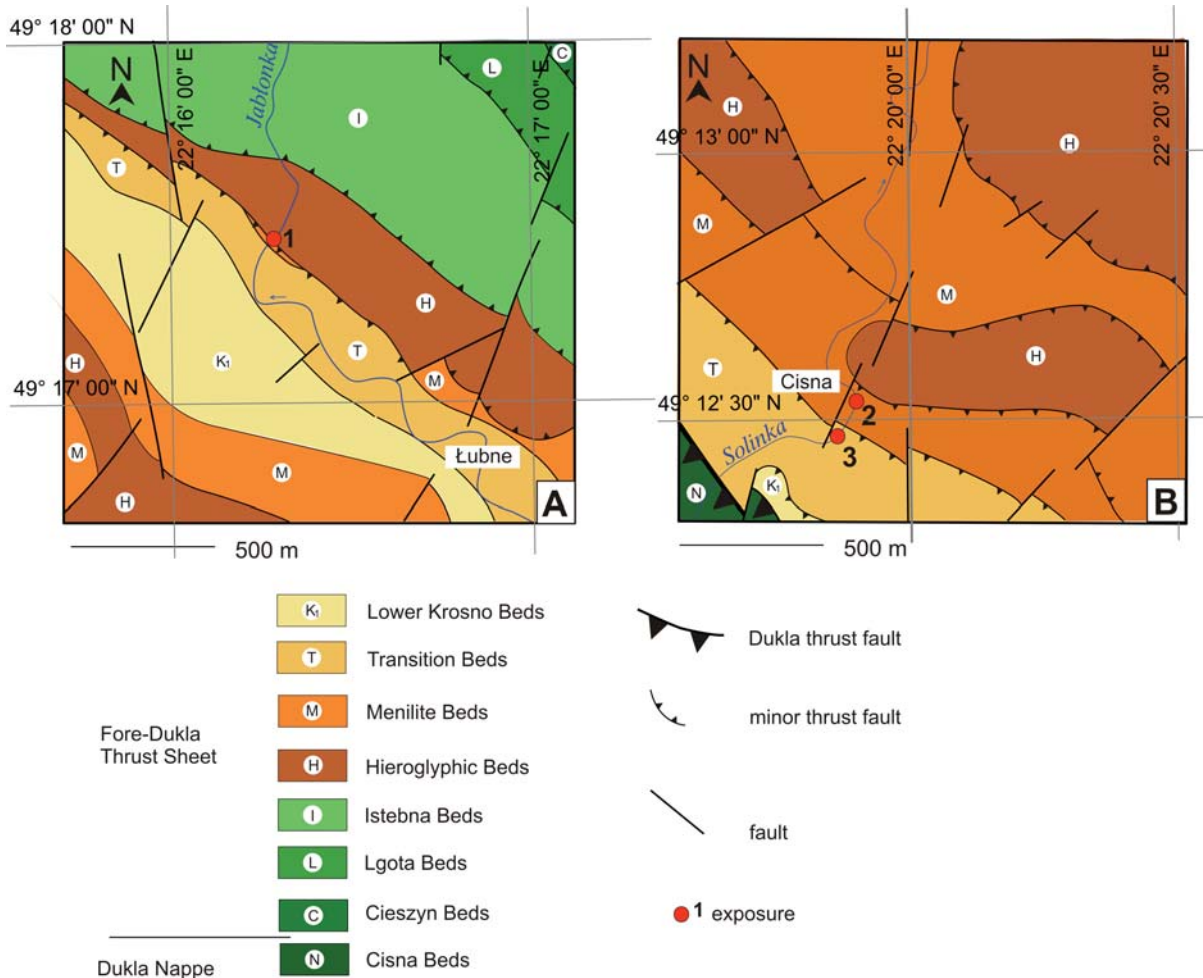 49° 18' 00" N
N
22° 16' 00" E
Jabłonka
I
L
C
22° 17' 00" E
T
1
H
K₁
T
M
H
49° 17' 00" N
M
M
H
Łubne
A
500 m
N
H
49° 13' 00" N
22° 20' 00" E
H
22° 20' 30" E
M
M
T
H
Cisna
49° 12' 30" N
2
Solinka
3
N
K₁
B
500 m
K₁ Lower Krosno Beds
T Transition Beds
M Menilite Beds
Fore-Dukla
Thrust Sheet
H Hieroglyphic Beds
I Istebna Beds
L Lgota Beds
C Cieszyn Beds
N Cisna Beds
Dukla Nappe
Dukla thrust fault
minor thrust fault
fault
1 exposure